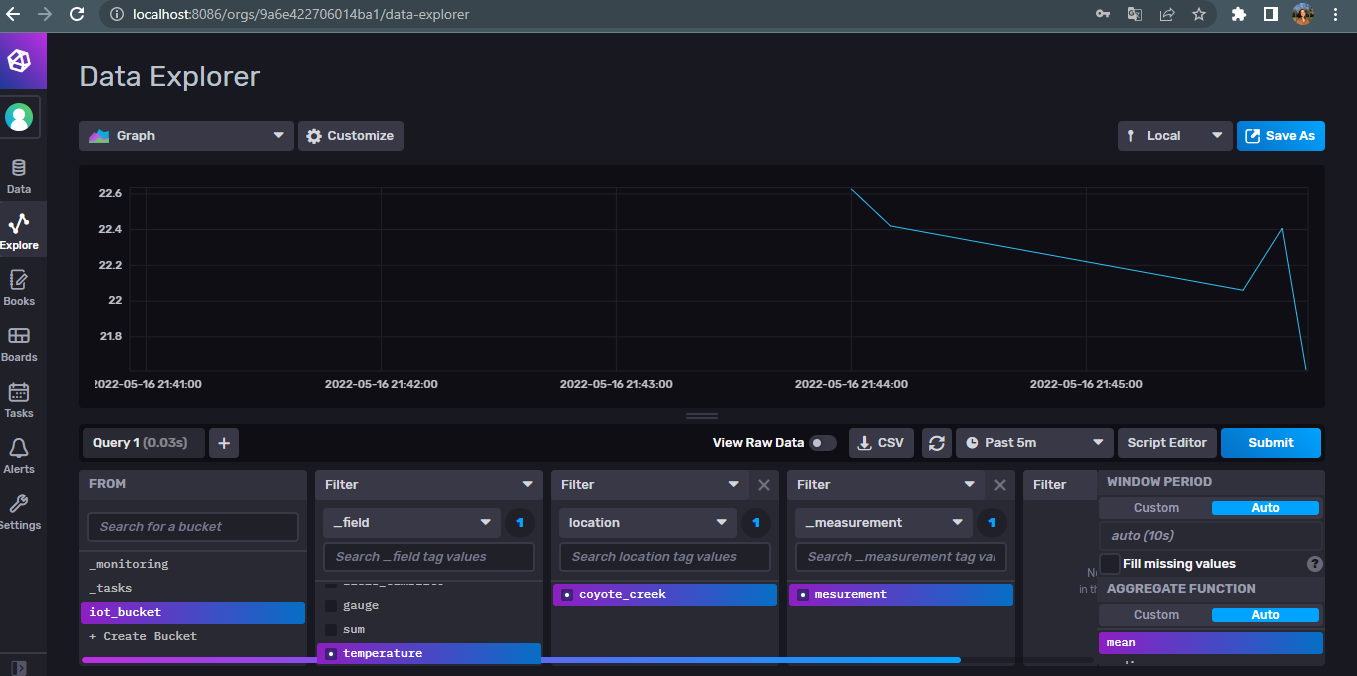 localhost:8086/orgs/9a6e422706014ba1/data-explorer
Data Explorer
Graph
Customize
Local
Save As
Data
Explore
Books
Boards
Tasks
Alerts
Settings
22.6
22.4
22.2
22
21.8
2022-05-16 21:41:00
2022-05-16 21:42:00
2022-05-16 21:43:00
2022-05-16 21:44:00
2022-05-16 21:45:00
Query 1 (0.03s)
+
View Raw Data
CSV
Past 5m
Script Editor
Submit
FROM
Search for a bucket
_monitoring
_tasks
iot_bucket
+ Create Bucket
Filter
_field
1
Search _field tag values
gauge
sum
temperature
Filter
location
1
Search location tag values
coyote_creek
Filter
_measurement
1
Search _measurement tag val
mesurement
Filter
in th
WINDOW PERIOD
Custom
Auto
auto (10s)
Fill missing values
?
AGGREGATE FUNCTION
Custom
Auto
mean